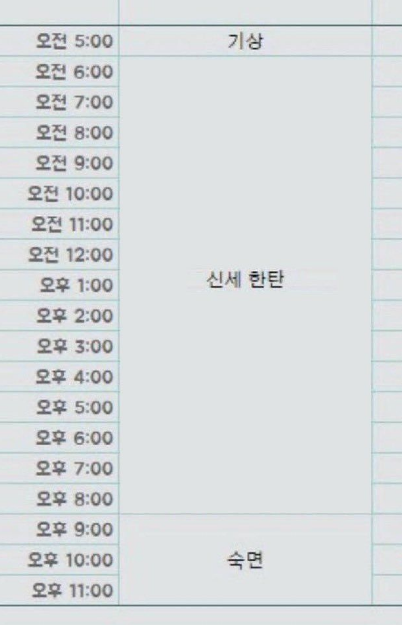 오전 5:00 기상
오전 6:00
오전 7:00
오전 8:00
오전 9:00
오전 10:00
오전 11:00
오전 12:00
오후 1:00 신세 한탄
오후 2:00
오후 3:00
오후 4:00
오후 5:00
오후 6:00
오후 7:00
오후 8:00
오후 9:00
오후 10:00 숙면
오후 11:00